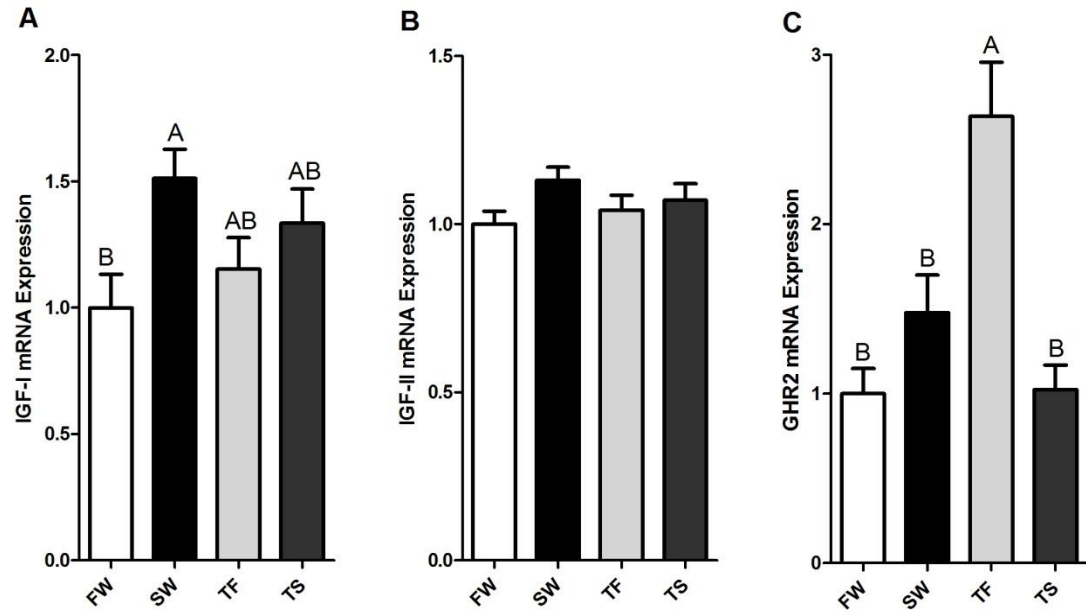 A
IGF-I mRNA Expression
2.0
1.5
1.0
0.5
0.0
B
A
AB
AB
FW
SW
TF
TS
B
IGF-II mRNA Expression
1.5
1.0
0.5
0.0
FW
SW
TF
TS
C
GHR2 mRNA Expression
3
2
1
0
B
B
A
B
FW
SW
TF
TS